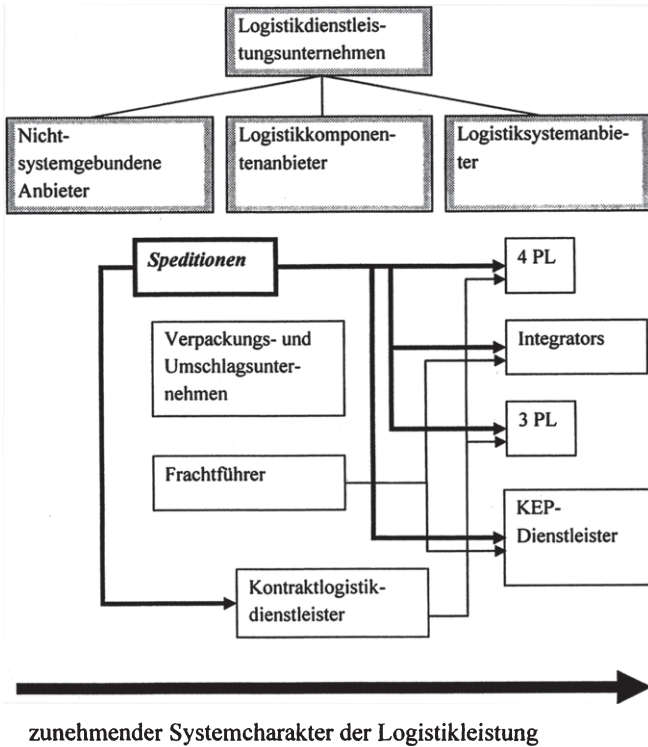 Logistikdienstleis-
tungsunternehmen
Nicht-
systemgebundene
Anbieter
Logistikkomponen-
tenanbieter
Logistiksystemanbie-
ter
Speditionen
4 PL
Verpackungs- und
Umschlagsunter-
nehmen
Integrators
3 PL
Frachtführer
KEP-
Dienstleister
Kontraktlogistik-
dienstleister
zunehmender Systemcharakter der Logistikleistung